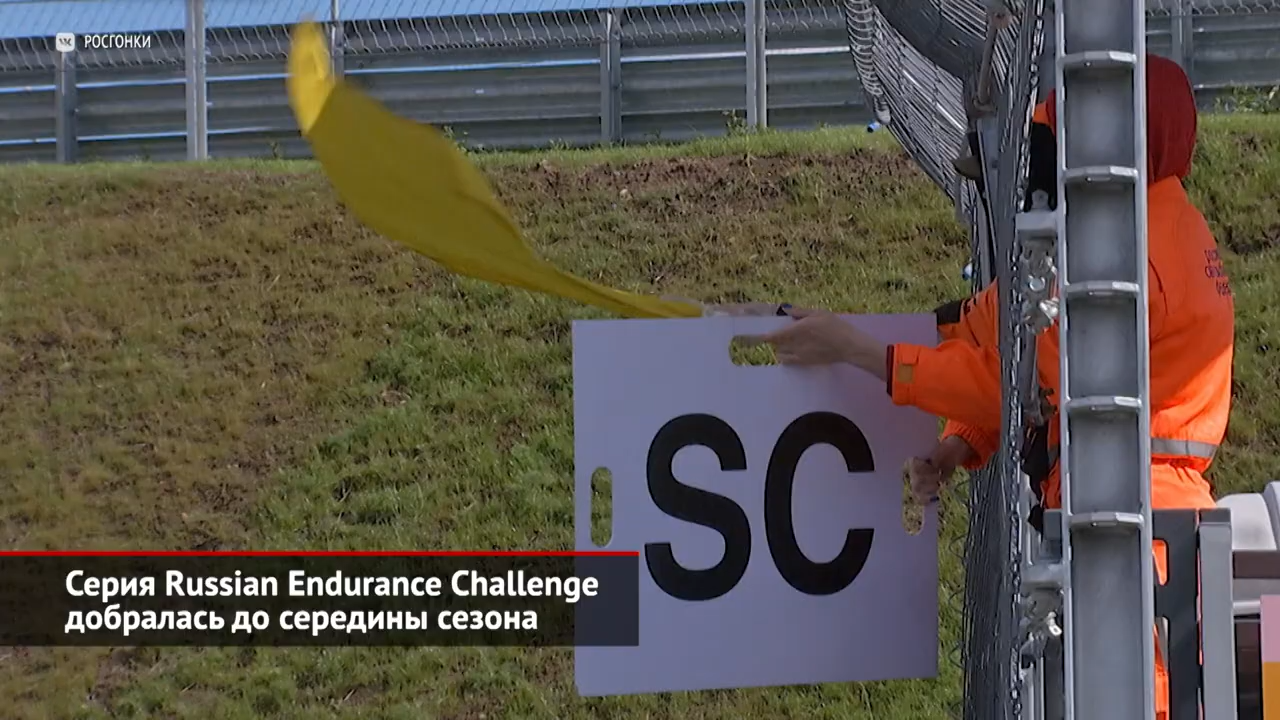 РОСГОНКИ
SC
Серия Russian Endurance Challenge
добралась до середины сезона